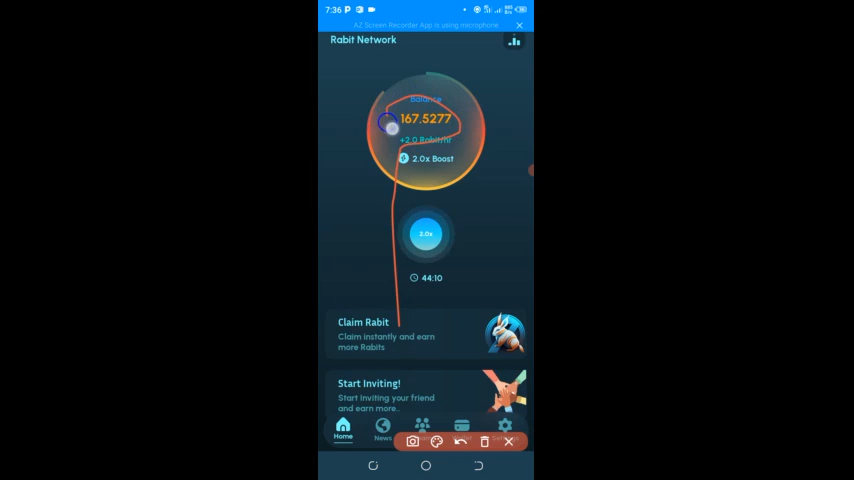 7:36 P
AZ Screen Recorder App is using microphone
Rabit Network
Balance
167.5277
+2.0 Rabit/hr
2.0x Boost
2.0x
44:10
Claim Rabit
Claim instantly and earn
more Rabits
Start Inviting!
Start Inviting your friend
and earn more..
Home
News